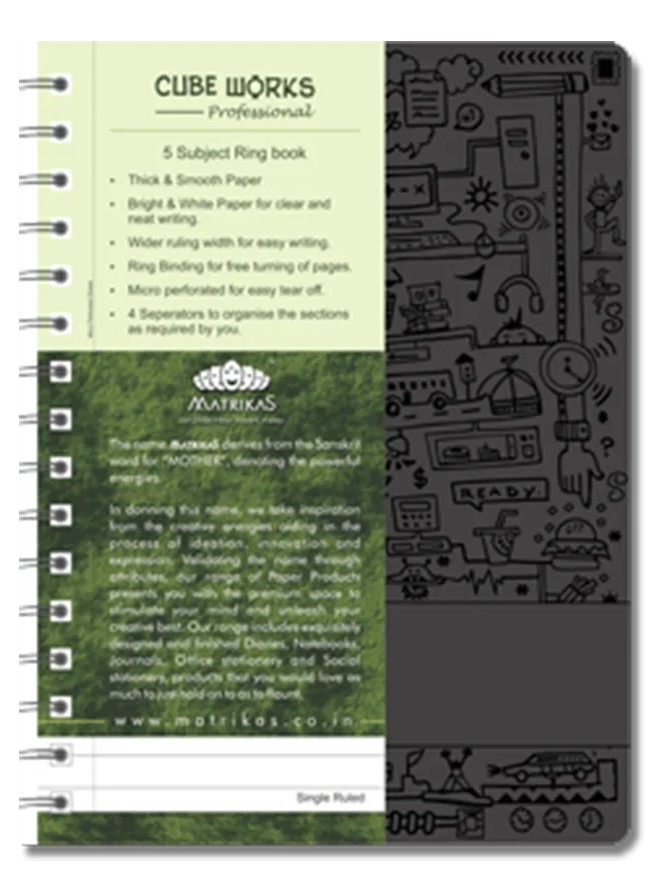 CUBE WORKS
Professional
5 Subject Ring book
• Thick & Smooth Paper
• Bright & White Paper for clear and
neat writing.
• Wider ruling width for easy writing.
• Ring Binding for free turning of pages.
• Micro perforated for easy tear off.
• 4 Seperators to organise the sections
as required by you.
MATRIKAS
The name MATRIKAS derives from the Sanskrit
word for "MOTHER", denoting the powerful
energies.
In donning this name, we take inspiration
from the creative energies aiding in the
process of ideation, innovation and
expression. Validating the name through
attributes, our range of Paper Products
presents you with the premium space to
stimulate your mind and unleash your
creative best. Our range includes exquisitely
designed and finished Diaries, Notebooks,
Journals, Office stationery and Social
stationery, products that you would love as
much to just hold on to as to flaunt.
www.matrikas.co.in
Single Ruled
$
?
READY.